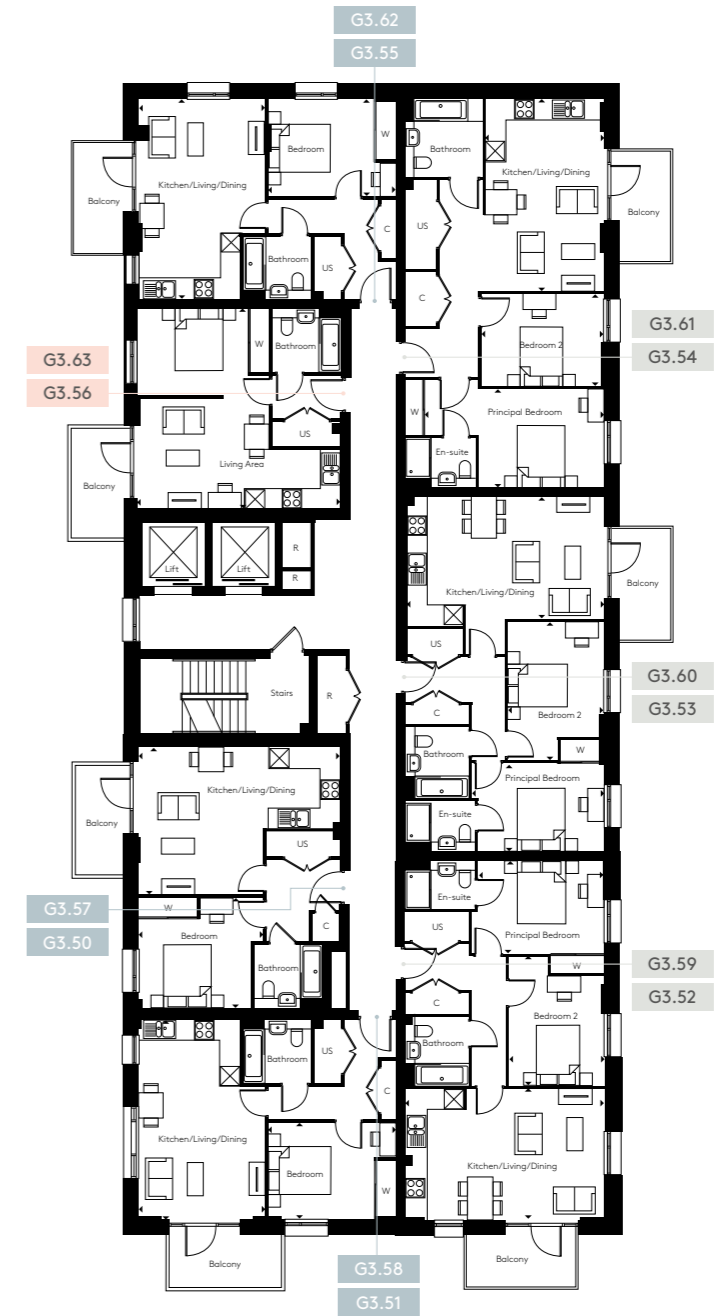 G3.62
G3.55
Kitchen/Living/Dining
Bedroom
W
Balcony
C
Bathroom
US
Bathroom
Kitchen/Living/Dining
Balcony
US
C
G3.61
G3.54
Bedroom 2
Principal Bedroom
W
En-suite
G3.63
G3.56
W
Bathroom
US
Living Area
Balcony
Lift
Lift
R
R
Stairs
R
Kitchen/Living/Dining
Balcony
US
C
G3.60
G3.53
Bedroom 2
W
Bathroom
Principal Bedroom
En-suite
Kitchen/Living/Dining
Balcony
US
G3.57
G3.50
W
Bedroom
C
Bathroom
En-suite
Principal Bedroom
US
G3.59
G3.52
W
C
Bedroom 2
Bathroom
Kitchen/Living/Dining
Balcony
Bathroom
US
C
Kitchen/Living/Dining
Bedroom
W
Balcony
G3.58
G3.51